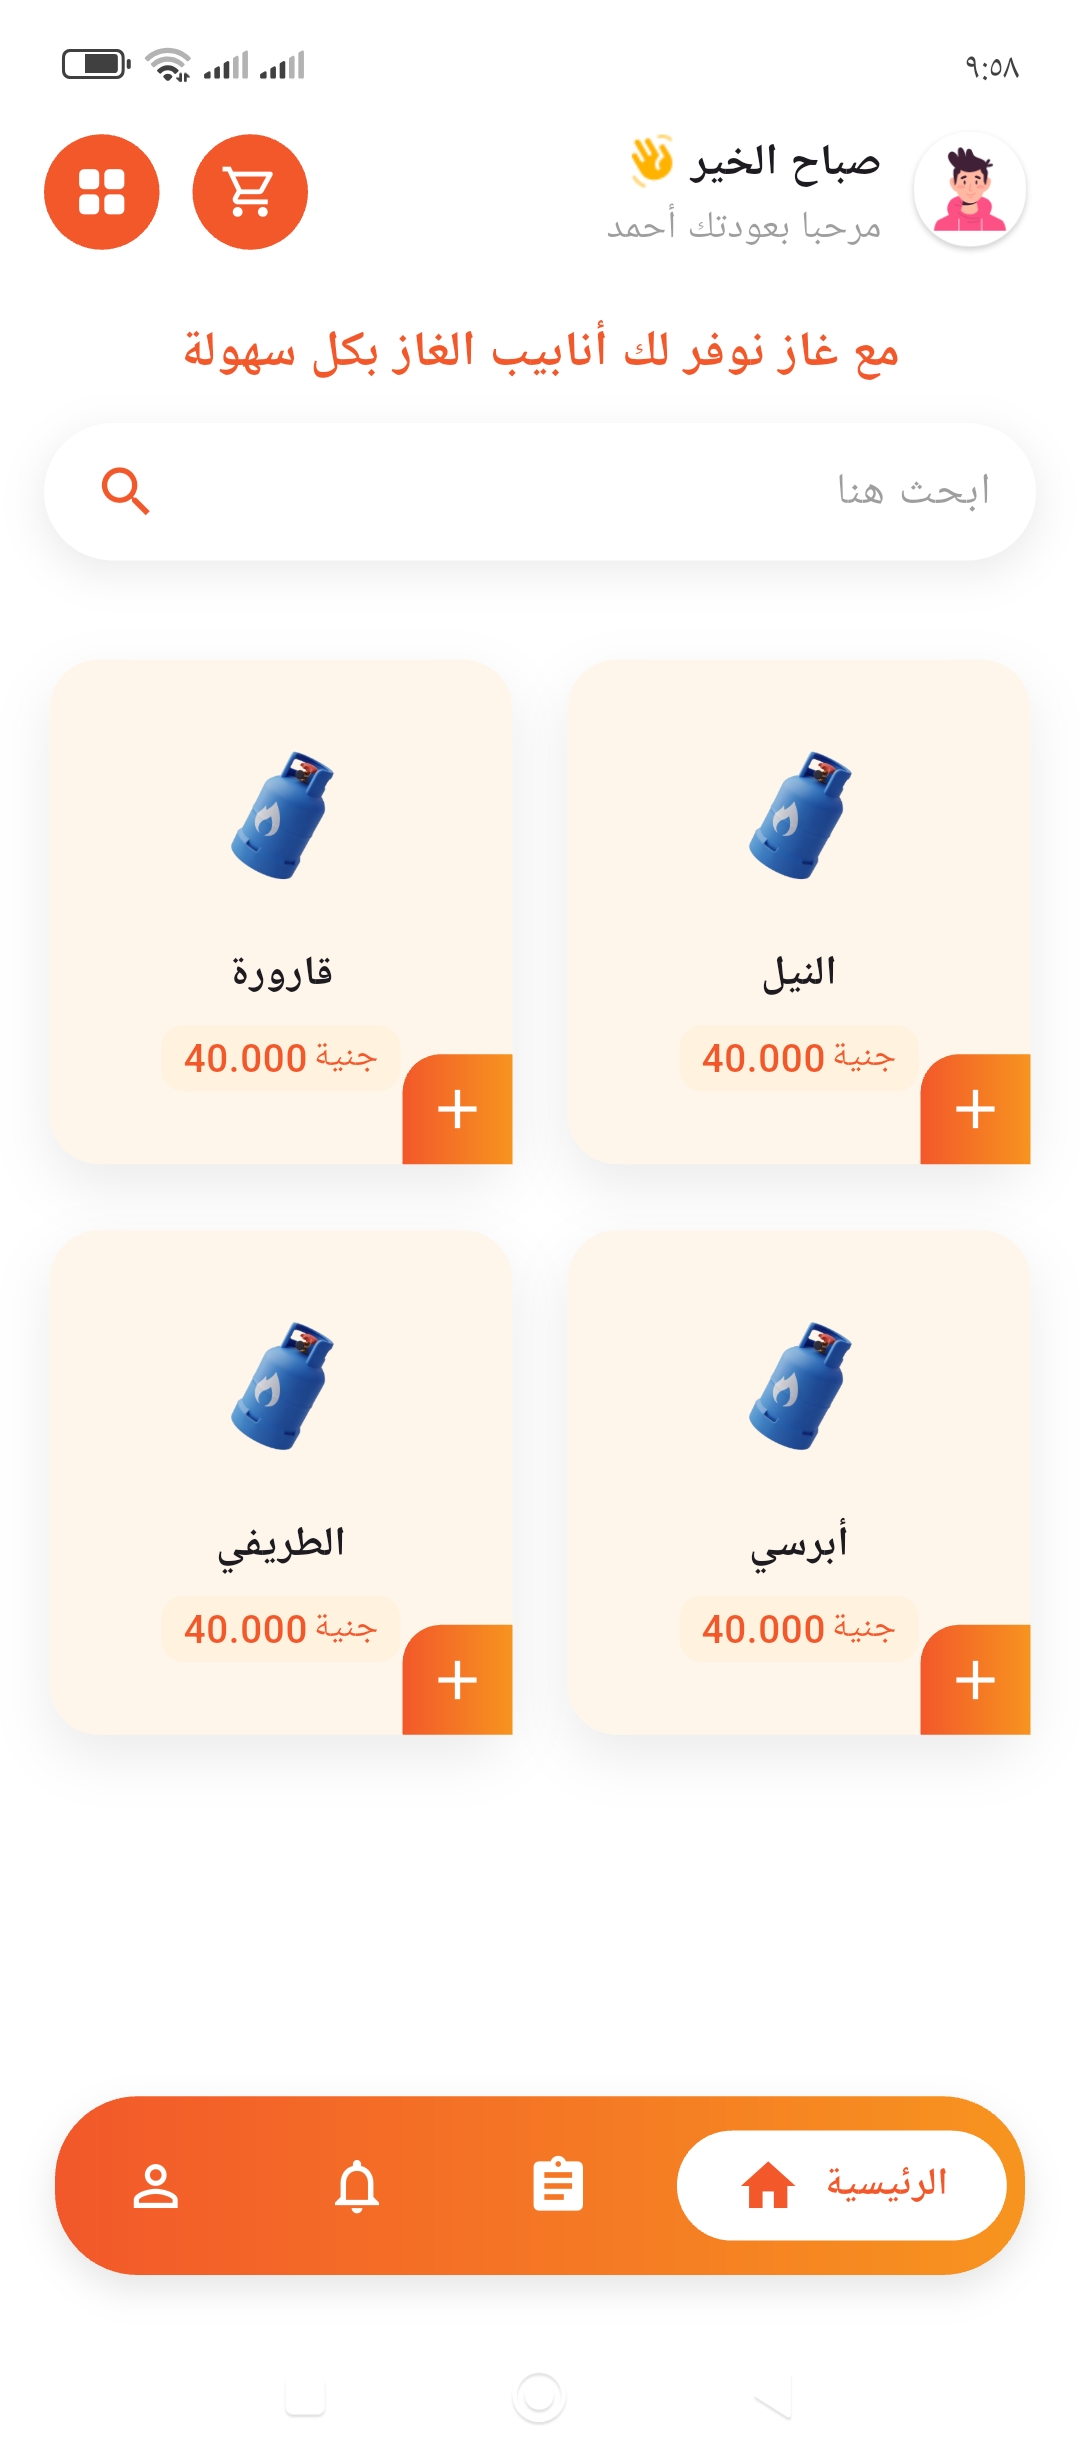 ٩:٥٨
صباح الخير 👋
مرحبا بعودتك أحمد
مع غاز نوفر لك أنابيب الغاز بكل سهولة
ابحث هنا
النيل
جنية 40.000
قارورة
جنية 40.000
أبرسي
جنية 40.000
الطريفي
جنية 40.000
الرئيسية